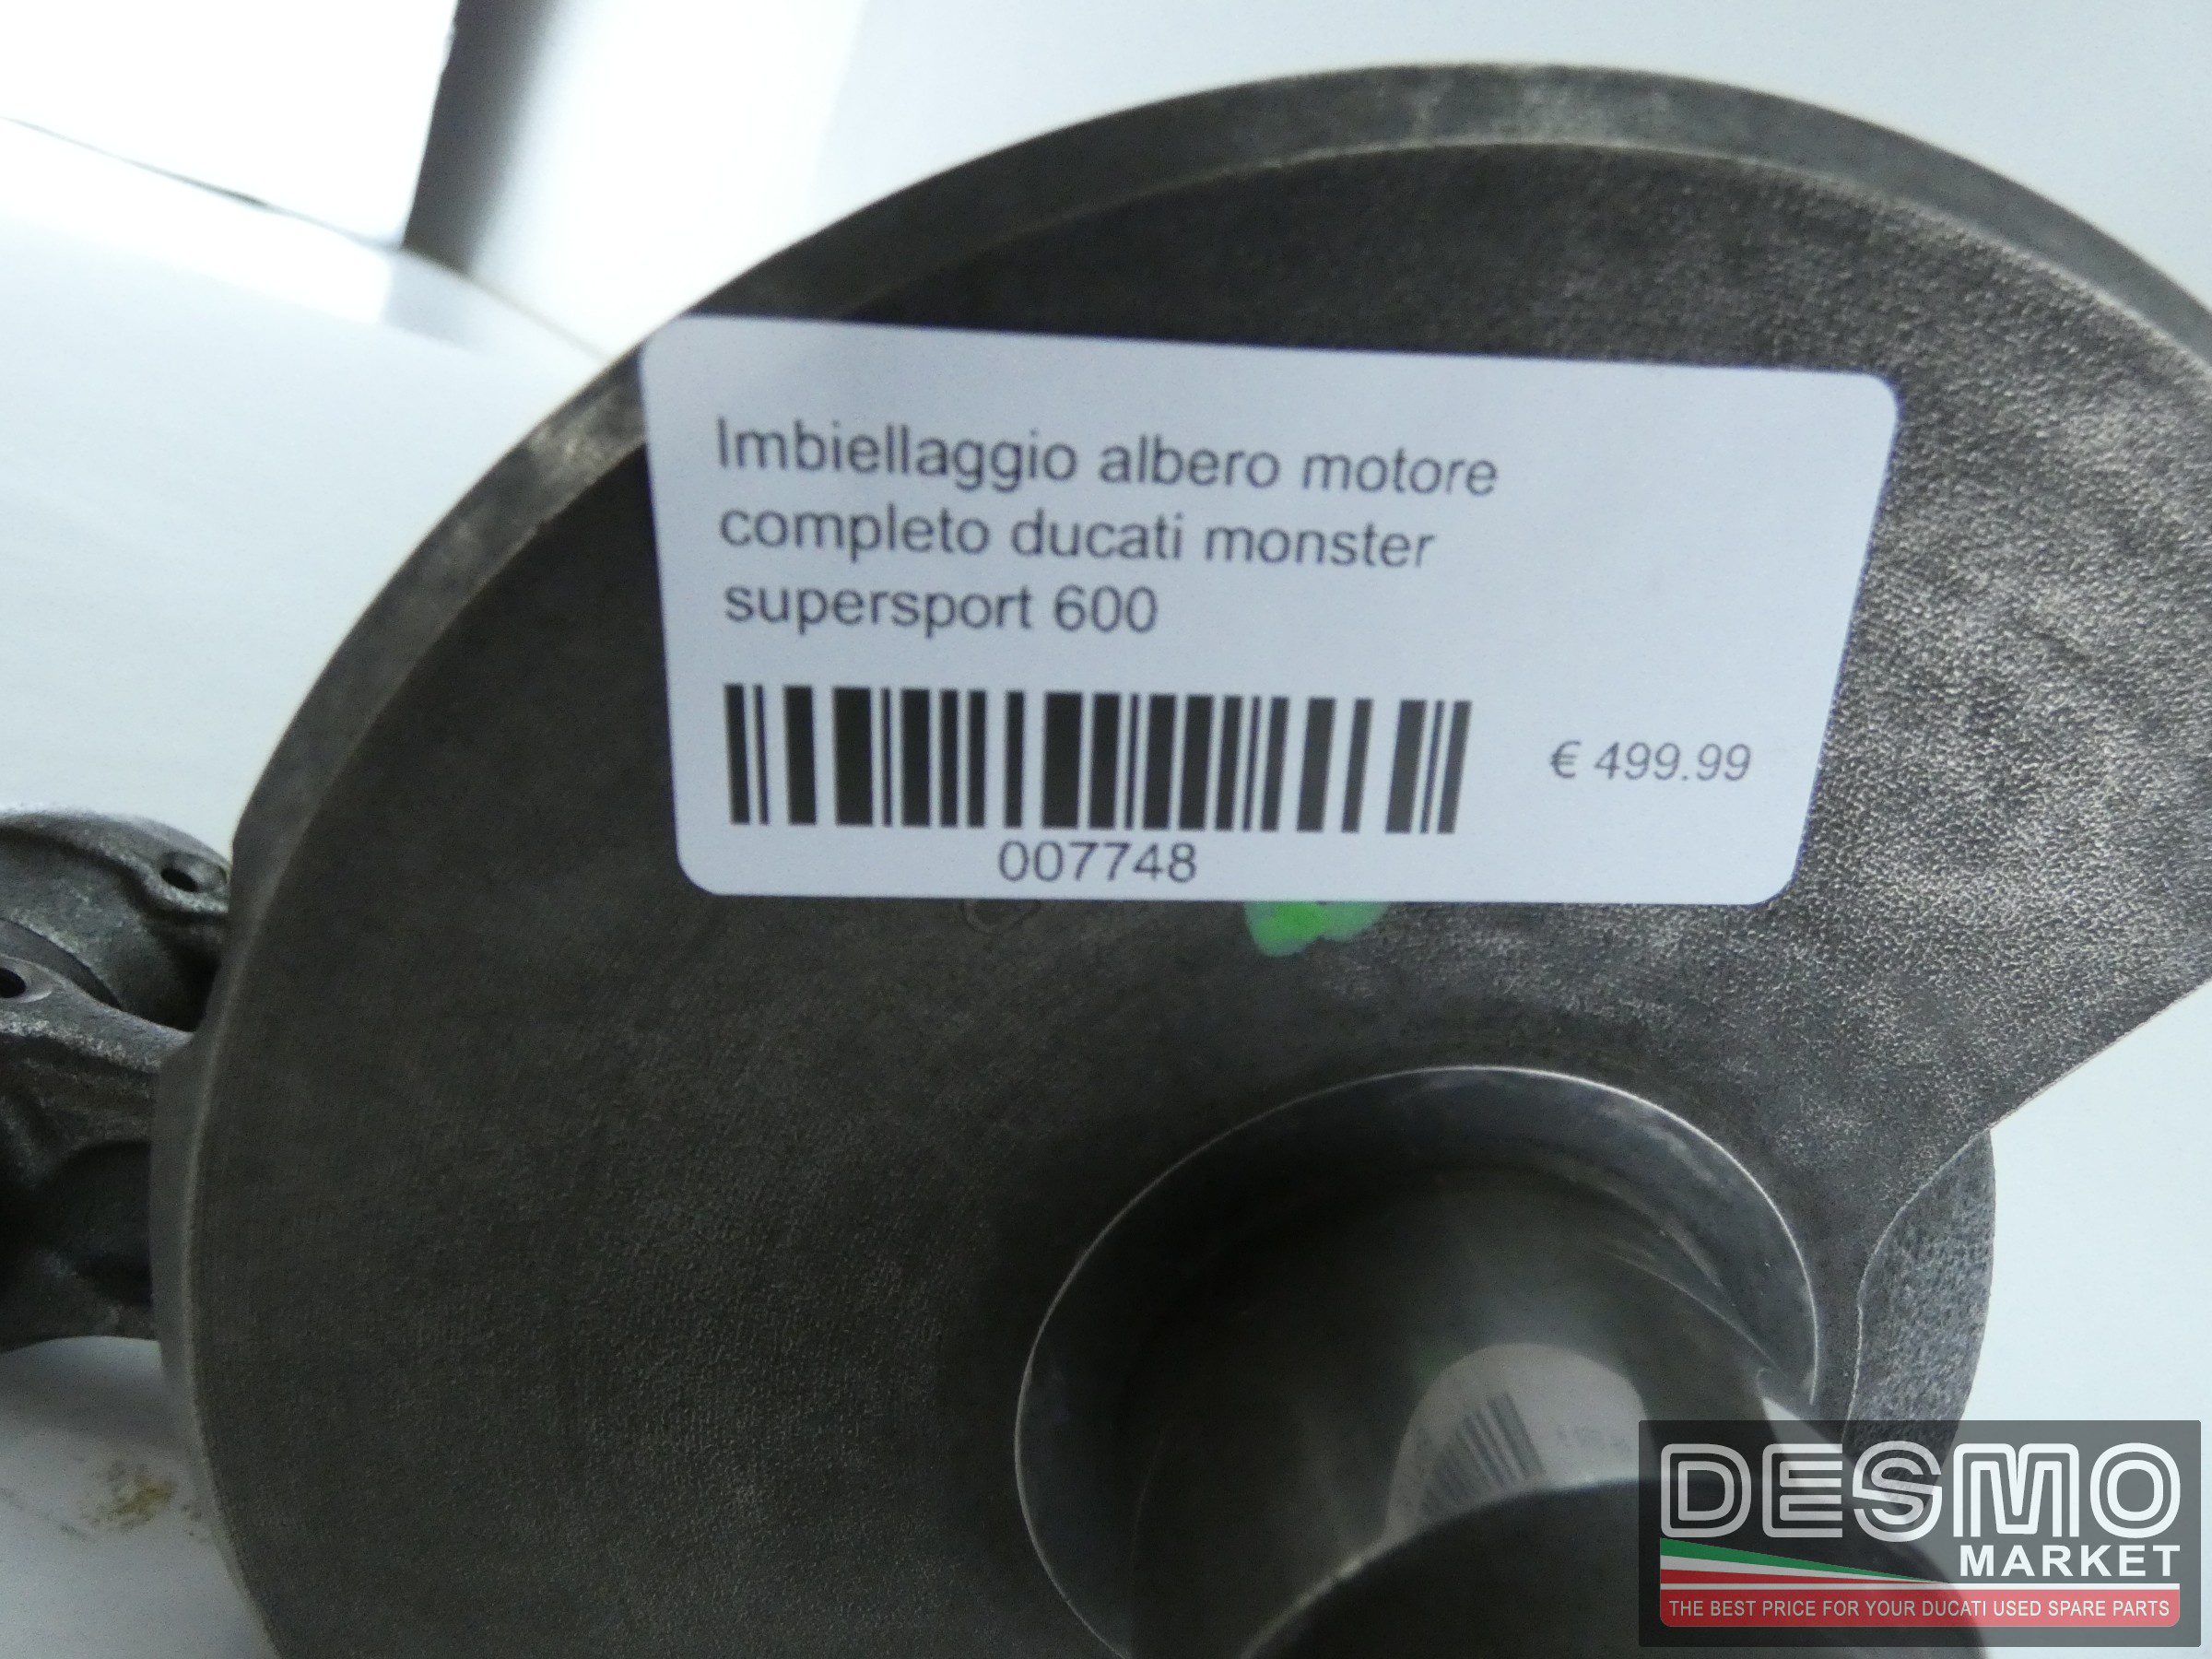 Imbiellaggio albero motore
completo ducati monster
supersport 600
€ 499.99
007748
DESMO
MARKET
THE BEST PRICE FOR YOUR DUCATI USED SPARE PARTS